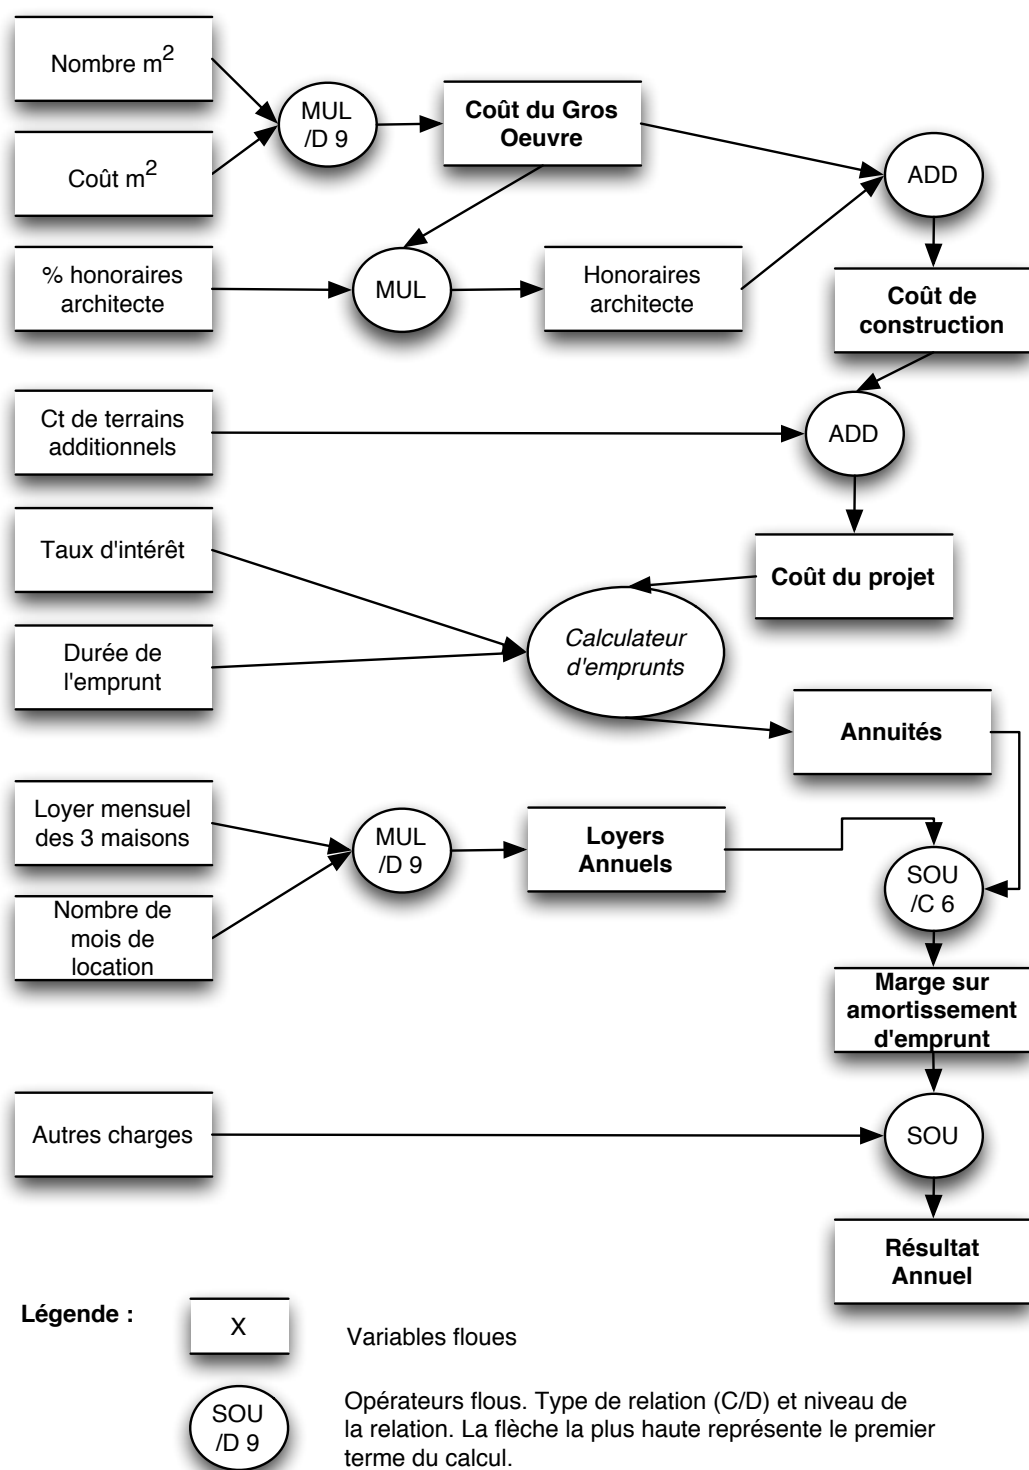 Nombre m²
MUL
/D 9
Coût du Gros
Oeuvre
Coût m²
ADD
% honoraires
architecte
MUL
Honoraires
architecte
Coût de
construction
Ct de terrains
additionnels
ADD
Taux d'intérêt
Coût du projet
Calculateur
d'emprunts
Durée de
l'emprunt
Annuités
Loyer mensuel
des 3 maisons
MUL
/D 9
Loyers
Annuels
SOU
/C 6
Nombre de
mois de
location
Marge sur
amortissement
d'emprunt
Autres charges
SOU
Résultat
Annuel
Légende :
X
Variables floues
SOU
/D 9
Opérateurs flous. Type de relation (C/D) et niveau de
la relation. La flèche la plus haute représente le premier
terme du calcul.